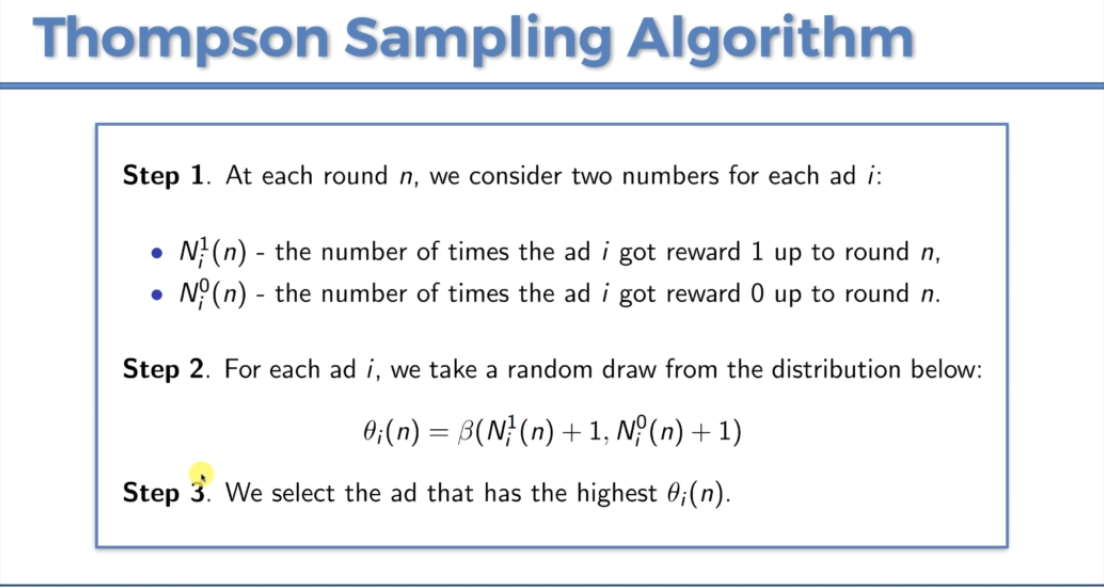 Thompson Sampling Algorithm
Step 1. At each round n, we consider two numbers for each ad i:
• N_i^1(n) - the number of times the ad i got reward 1 up to round n,
• N_i^0(n) - the number of times the ad i got reward 0 up to round n.
Step 2. For each ad i, we take a random draw from the distribution below:
θ_i(n) = β(N_i^1(n) + 1, N_i^0(n) + 1)
Step 3. We select the ad that has the highest θ_i(n).